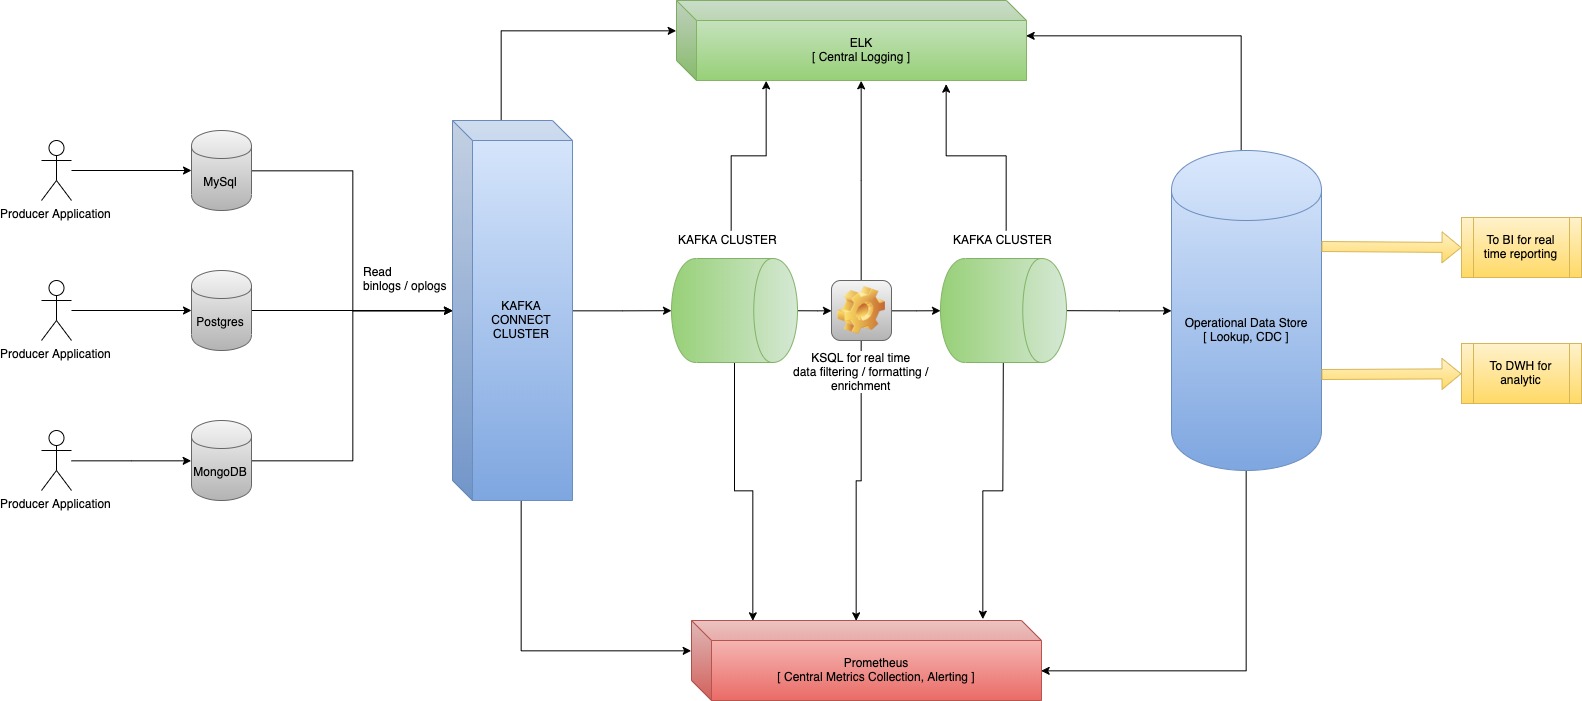 ELK
[ Central Logging ]
MySql
Producer Application
Read
binlogs / oplogs
Postgres
Producer Application
MongoDB
Producer Application
KAFKA
CONNECT
CLUSTER
KAFKA CLUSTER
KSQL for real time
data filtering / formatting /
enrichment
KAFKA CLUSTER
Operational Data Store
[ Lookup, CDC ]
To BI for real
time reporting
To DWH for
analytic
Prometheus
[ Central Metrics Collection, Alerting ]